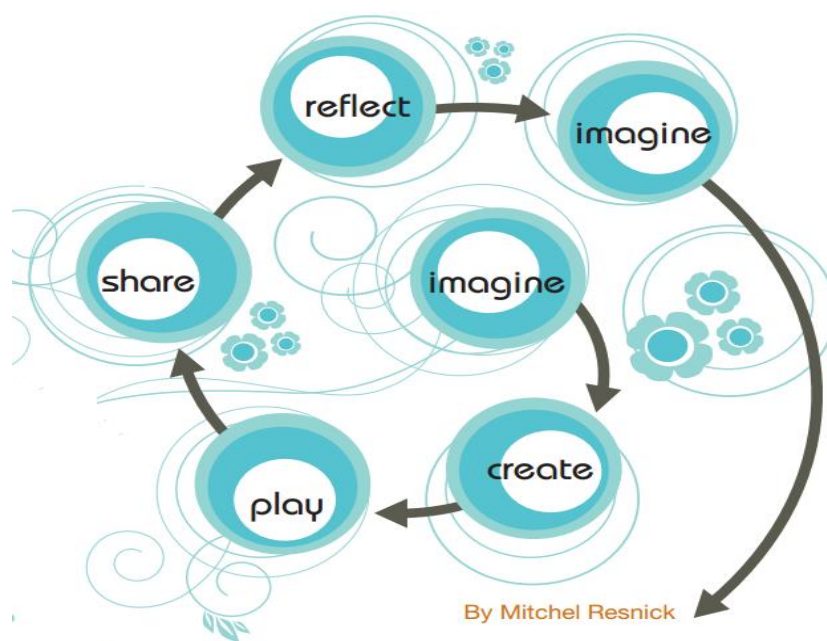 reflect
imagine
share
imagine
create
play
By Mitchel Resnick